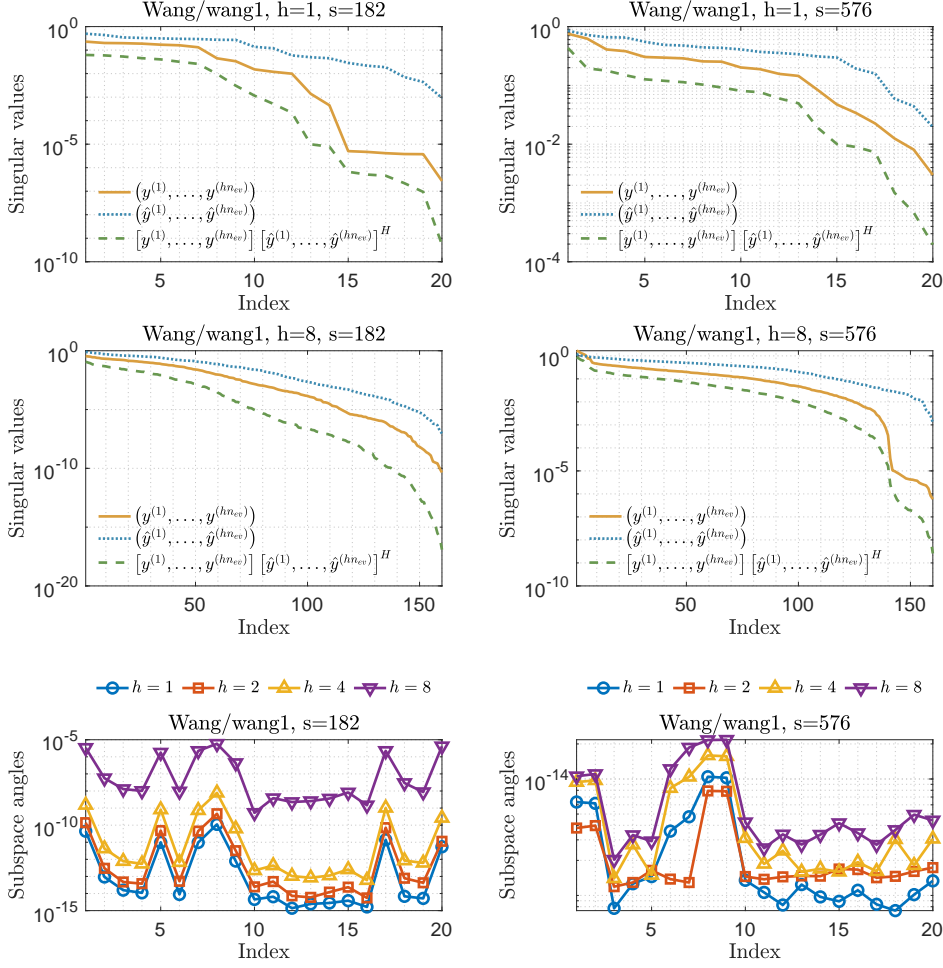 Wang/wang1, h=1, s=182
10^0
10^-5
10^-10
Singular values
(y^(1), ..., y^(hn_ev))
(ŷ^(1), ..., ŷ^(hn_ev))
[y^(1), ..., y^(hn_ev)] [ŷ^(1), ..., ŷ^(hn_ev)]^H
5 10 15 20
Index
Wang/wang1, h=1, s=576
10^0
10^-2
10^-4
Singular values
(y^(1), ..., y^(hn_ev))
(ŷ^(1), ..., ŷ^(hn_ev))
[y^(1), ..., y^(hn_ev)] [ŷ^(1), ..., ŷ^(hn_ev)]^H
5 10 15 20
Index
Wang/wang1, h=8, s=182
10^0
10^-10
10^-20
Singular values
(y^(1), ..., y^(hn_ev))
(ŷ^(1), ..., ŷ^(hn_ev))
[y^(1), ..., y^(hn_ev)] [ŷ^(1), ..., ŷ^(hn_ev)]^H
50 100 150
Index
Wang/wang1, h=8, s=576
10^0
10^-5
10^-10
Singular values
(y^(1), ..., y^(hn_ev))
(ŷ^(1), ..., ŷ^(hn_ev))
[y^(1), ..., y^(hn_ev)] [ŷ^(1), ..., ŷ^(hn_ev)]^H
50 100 150
Index
h = 1 h = 2 h = 4 h = 8
Wang/wang1, s=182
10^-5
10^-10
10^-15
Subspace angles
5 10 15 20
Index
h = 1 h = 2 h = 4 h = 8
Wang/wang1, s=576
10^-14
Subspace angles
5 10 15 20
Index